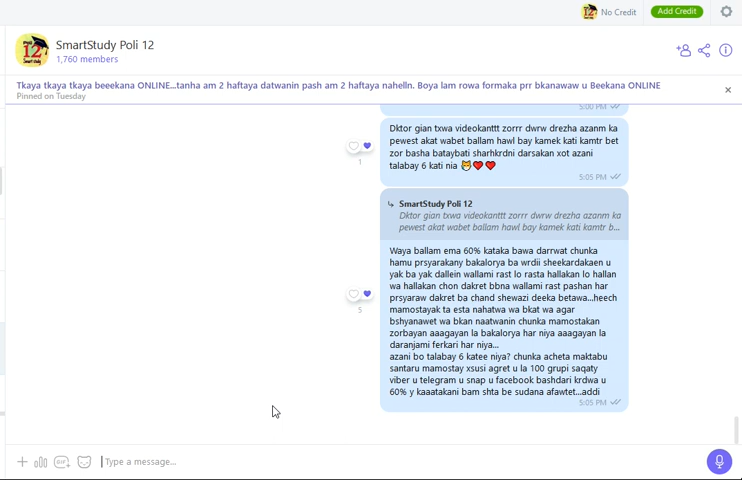 No Credit
Add Credit
SmartStudy Poli 12
1,760 members
Tkaya tkaya tkaya beeekana ONLINE...tanha am 2 haftaya datwanin pash am 2 haftaya nahelln. Boya lam rowa formaka prr bkanawaw u Beekana ONLINE
Pinned on Tuesday
5:00 PM
Dktor gian txwa videokanttt zorrr dwrw drezha azanm ka
pewest akat wabet ballam hawl bay kamek kati kamtr bet
zor basha bataybati sharhkrdni darsakan xot azani
talabay 6 kati nia 😺❤️❤️
1
5:05 PM
SmartStudy Poli 12
Dktor gian txwa videokanttt zorrr dwrw drezha azanm ka
pewest akat wabet ballam hawl bay kamek kati kamtr b...
Waya ballam ema 60% kataka bawa darrwat chunka
hamu prsyarakany bakalorya ba wrdii sheekardakaen u
yak ba yak dallein wallami rast lo rasta hallakan lo hallan
wa hallakan chon dakret bbna wallami rast pashan har
prsyaraw dakret ba chand shewazi deeka betawa...heech
mamostayak ta esta nahatwa wa bkat wa agar
bshyanawet wa bkan naatwanin chunka mamostakan
zorbayan aaagayan la bakalorya har niya aaagayan la
daranjami ferkari har niya...
azani bo talabay 6 katee niya? chunka acheta maktabu
santaru mamostay xsusi agret u la 100 grupi saqaty
viber u telegram u snap u facebook bashdari krdwa u
60% y kaaatakani bam shta be sudana afawtet...addi
5
5:05 PM
GIF
Type a message...